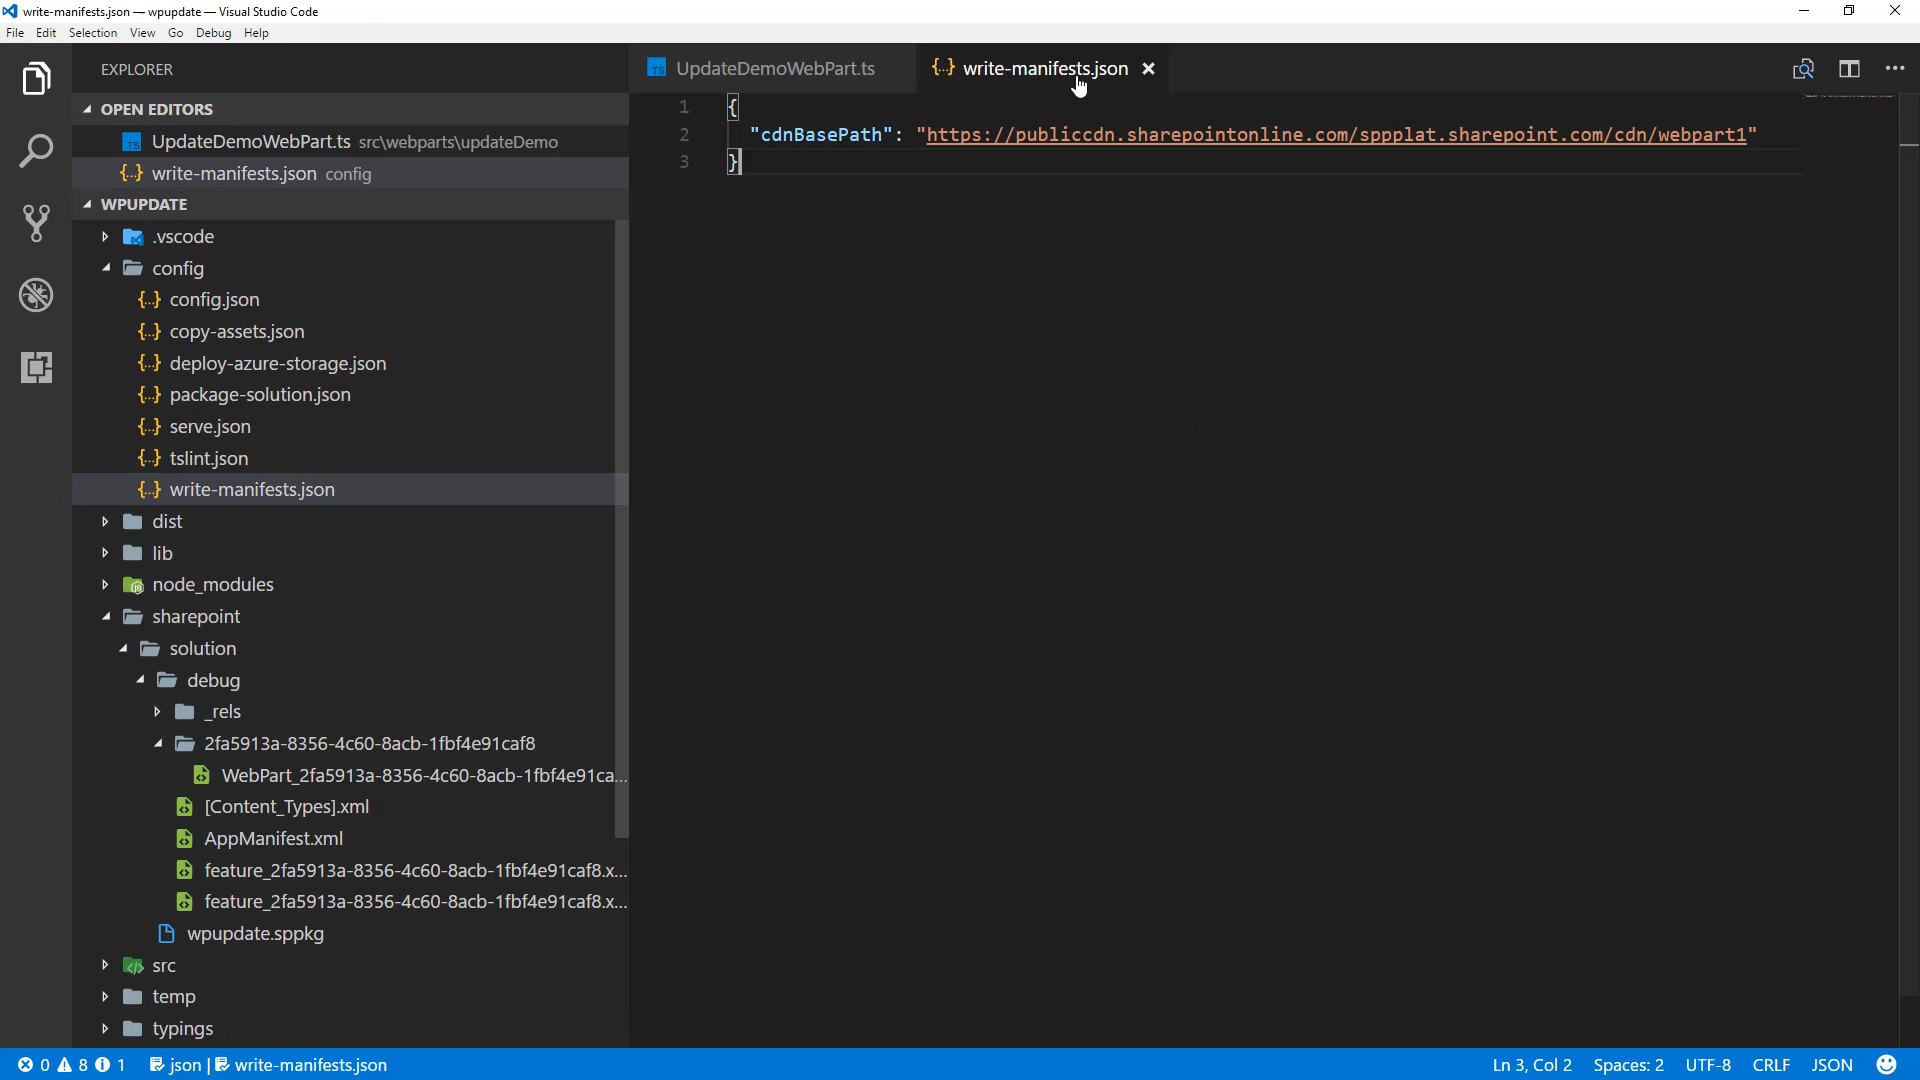 write-manifests.json — wpupdate — Visual Studio Code
File Edit Selection View Go Debug Help
EXPLORER
OPEN EDITORS
UpdateDemoWebPart.ts src\webparts\updateDemo
write-manifests.json config
WPUPDATE
.vscode
config
config.json
copy-assets.json
deploy-azure-storage.json
package-solution.json
serve.json
tslint.json
write-manifests.json
dist
lib
node_modules
sharepoint
solution
debug
_rels
2fa5913a-8356-4c60-8acb-1fbf4e91caf8
WebPart_2fa5913a-8356-4c60-8acb-1fbf4e91ca...
[Content_Types].xml
AppManifest.xml
feature_2fa5913a-8356-4c60-8acb-1fbf4e91caf8.x...
feature_2fa5913a-8356-4c60-8acb-1fbf4e91caf8.x...
wpupdate.sppkg
src
temp
typings
UpdateDemoWebPart.ts
write-manifests.json
1 {
2 "cdnBasePath": "https://publiccdn.sharepointonline.com/sppplat.sharepoint.com/cdn/webpart1"
3 }
0 8 1 json | write-manifests.json
Ln 3, Col 2 Spaces: 2 UTF-8 CRLF JSON